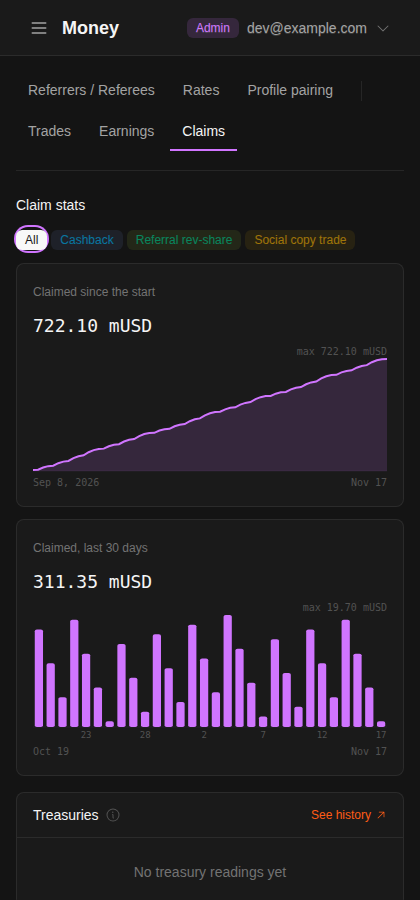 Money
Admin
dev@example.com
Referrers / Referees
Rates
Profile pairing
Trades
Earnings
Claims
Claim stats
All
Cashback
Referral rev-share
Social copy trade
Claimed since the start
722.10 mUSD
max 722.10 mUSD
Sep 8, 2026
Nov 17
Claimed, last 30 days
311.35 mUSD
max 19.70 mUSD
23
28
2
7
12
17
Oct 19
Nov 17
Treasuries
See history
No treasury readings yet